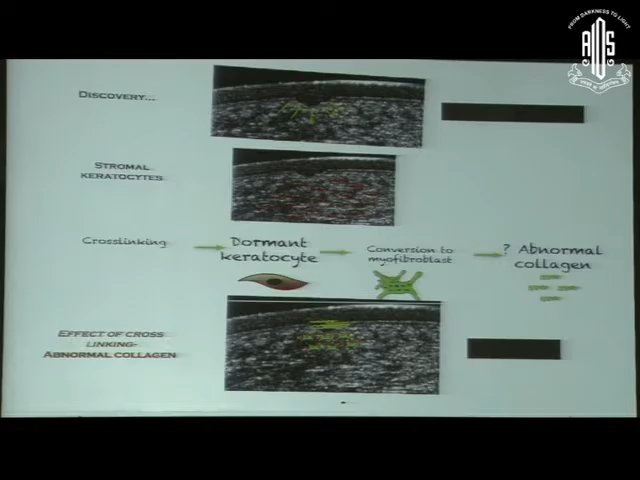 FROM DARKNESS TO LIGHT
AIOS
DISCOVERY...
STROMAL
KERATOCYTES
Crosslinking
Dormant
keratocyte
Conversion to
myofibroblast
? Abnormal
collagen
EFFECT OF CROSS
LINKING-
ABNORMAL COLLAGEN